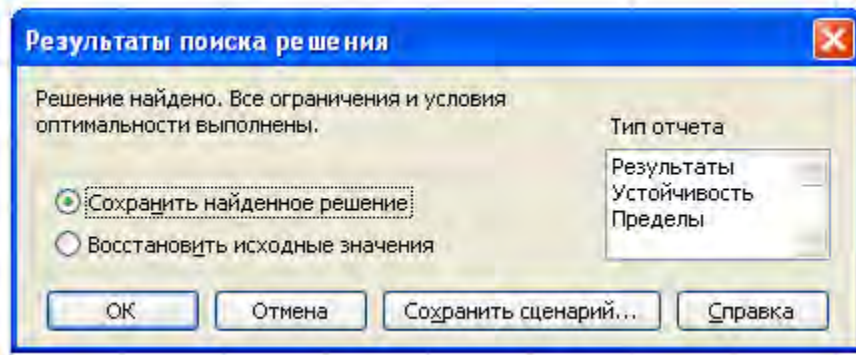 Результаты поиска решения
Решение найдено. Все ограничения и условия
оптимальности выполнены.
Тип отчета
Результаты
Устойчивость
Пределы
Сохранить найденное решение
Восстановить исходные значения
ОК
Отмена
Сохранить сценарий...
Справка